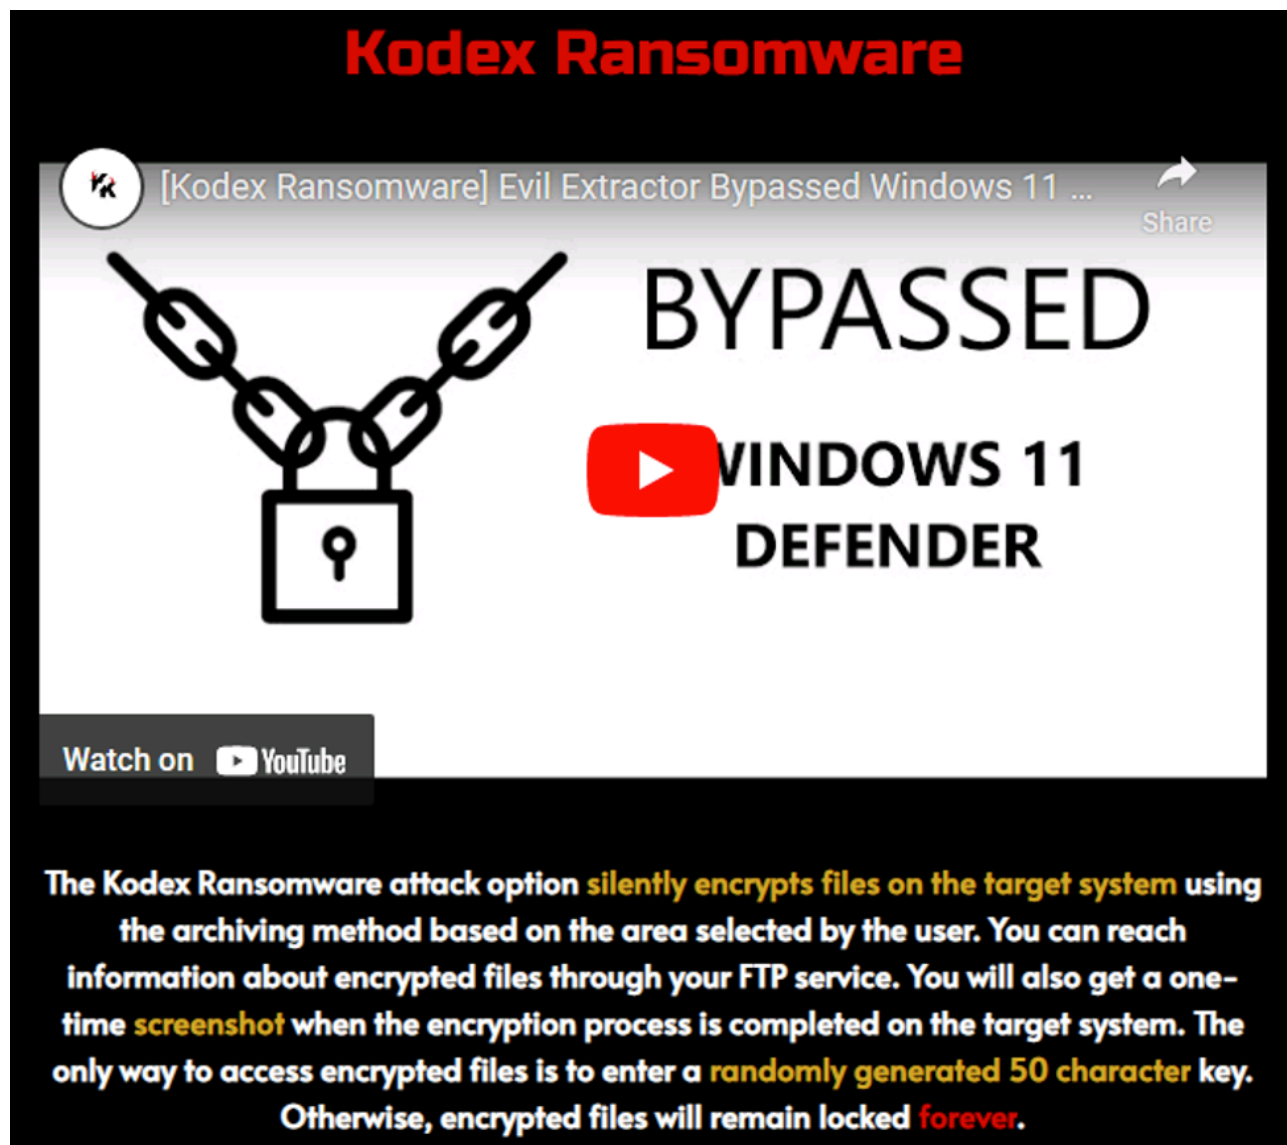 Kodex Ransomware
[Kodex Ransomware] Evil Extractor Bypassed Windows 11 ...
Share
BYPASSED
WINDOWS 11
DEFENDER
Watch on YouTube
The Kodex Ransomware attack option silently encrypts files on the target system using
the archiving method based on the area selected by the user. You can reach
information about encrypted files through your FTP service. You will also get a one-
time screenshot when the encryption process is completed on the target system. The
only way to access encrypted files is to enter a randomly generated 50 character key.
Otherwise, encrypted files will remain locked forever.